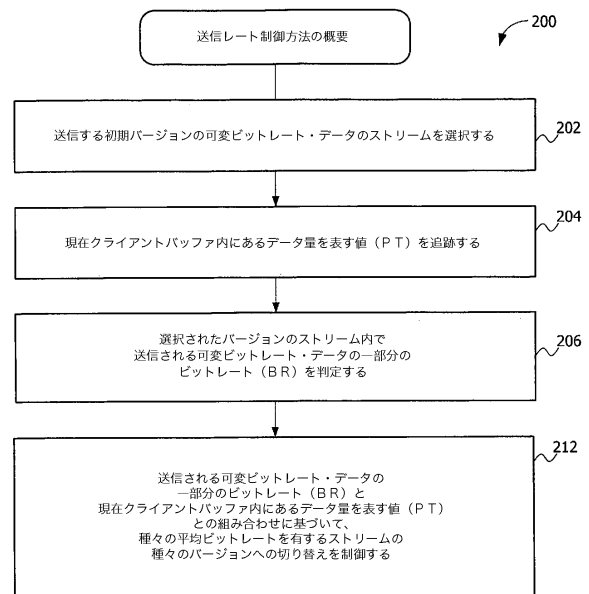 200
送信レート制御方法の概要
送信する初期バージョンの可変ビットレート・データのストリームを選択する
202
現在クライアントバッファ内にあるデータ量を表す値（ＰＴ）を追跡する
204
選択されたバージョンのストリーム内で
送信される可変ビットレート・データの一部分の
ビットレート（ＢＲ）を判定する
206
送信される可変ビットレート・データの
一部分のビットレート（ＢＲ）と
現在クライアントバッファ内にあるデータ量を表す値（ＰＴ）
との組み合わせに基づいて、
種々の平均ビットレートを有するストリームの
種々のバージョンへの切り替えを制御する
212